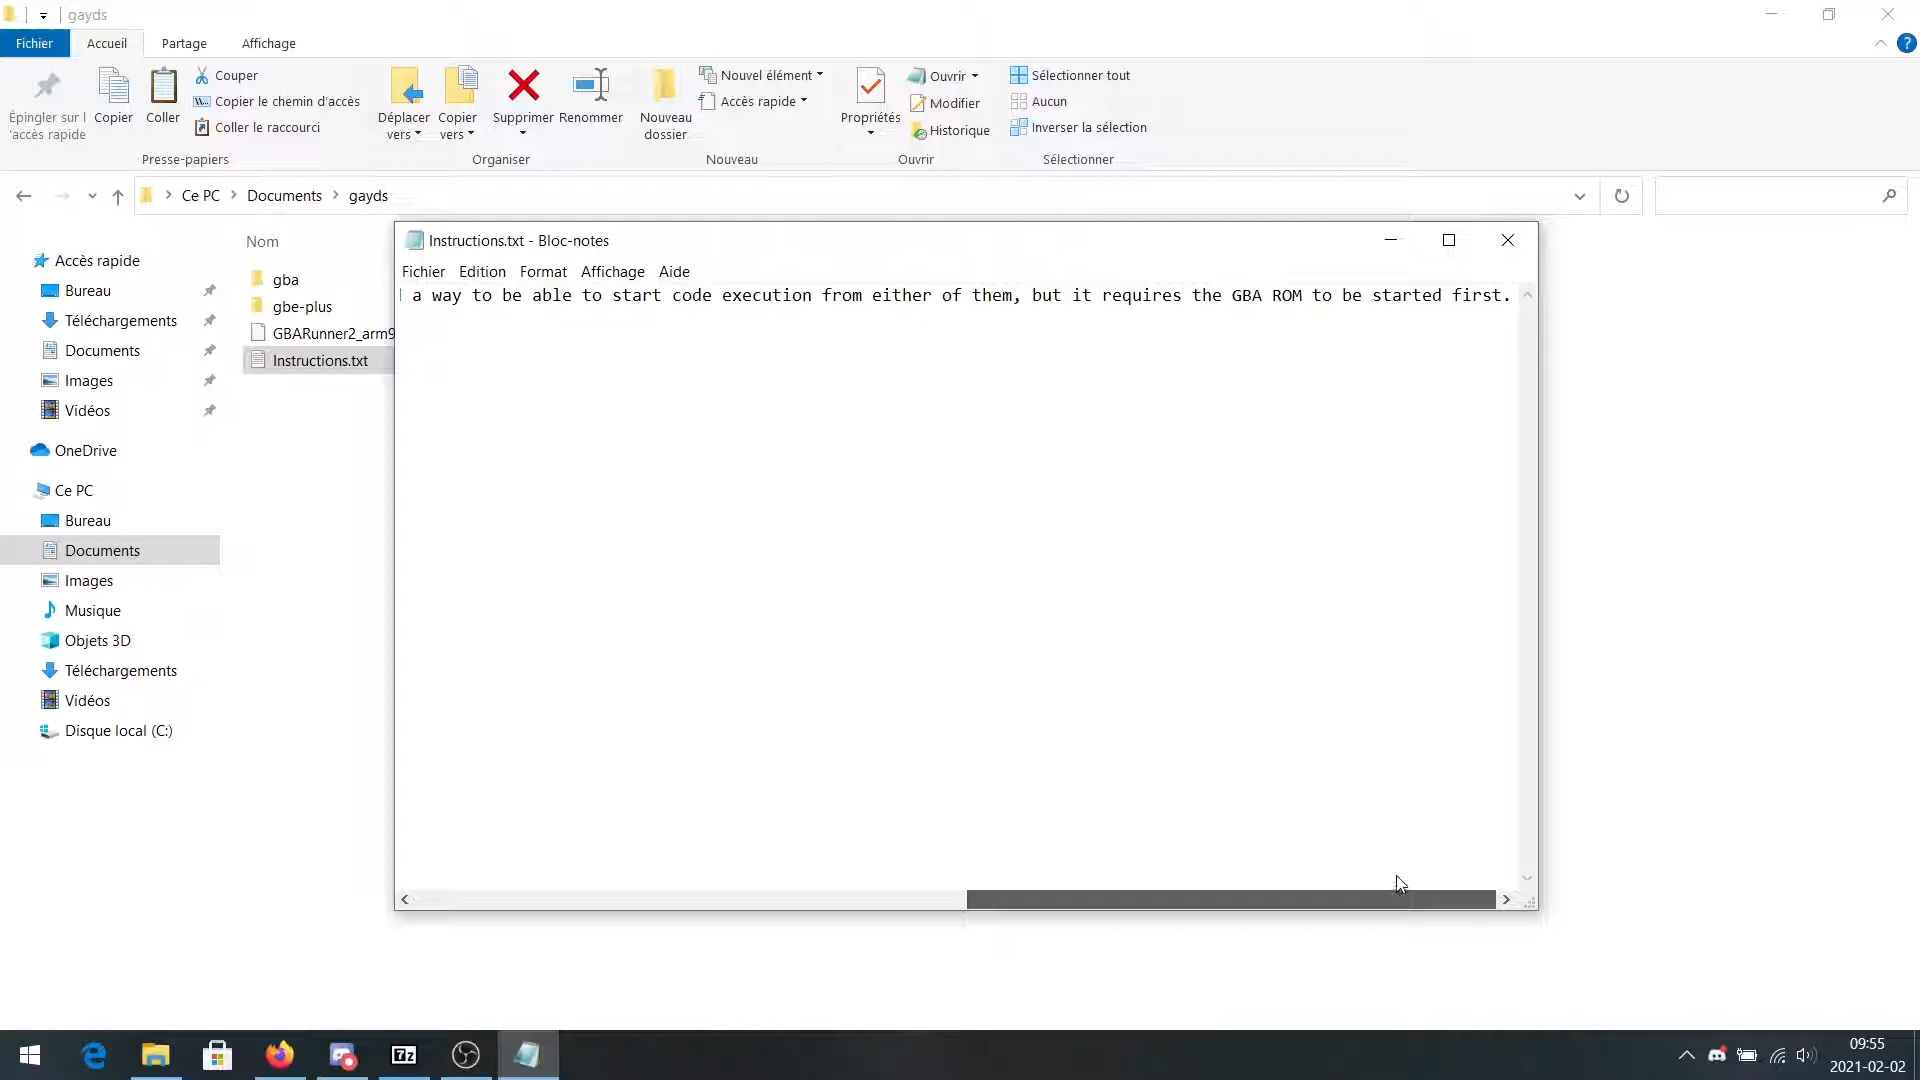 gayds
Fichier
Accueil
Partage
Affichage
?
Épingler sur l
'accès rapide
Copier
Coller
Couper
Copier le chemin d'accès
Coller le raccourci
Presse-papiers
Déplacer
vers
Copier
vers
Supprimer
Renommer
Organiser
Nouveau
dossier
Nouvel élément
Accès rapide
Nouveau
Propriétés
Ouvrir
Modifier
Historique
Ouvrir
Sélectionner tout
Aucun
Inverser la sélection
Sélectionner
Ce PC
Documents
gayds
Nom
gba
gbe-plus
GBARunner2_arm9
Instructions.txt
Accès rapide
Bureau
Téléchargements
Documents
Images
Vidéos
OneDrive
Ce PC
Bureau
Documents
Images
Musique
Objets 3D
Téléchargements
Vidéos
Disque local (C:)
Instructions.txt - Bloc-notes
Fichier Edition Format Affichage Aide
a way to be able to start code execution from either of them, but it requires the GBA ROM to be started first.
7z
09:55
2021-02-02